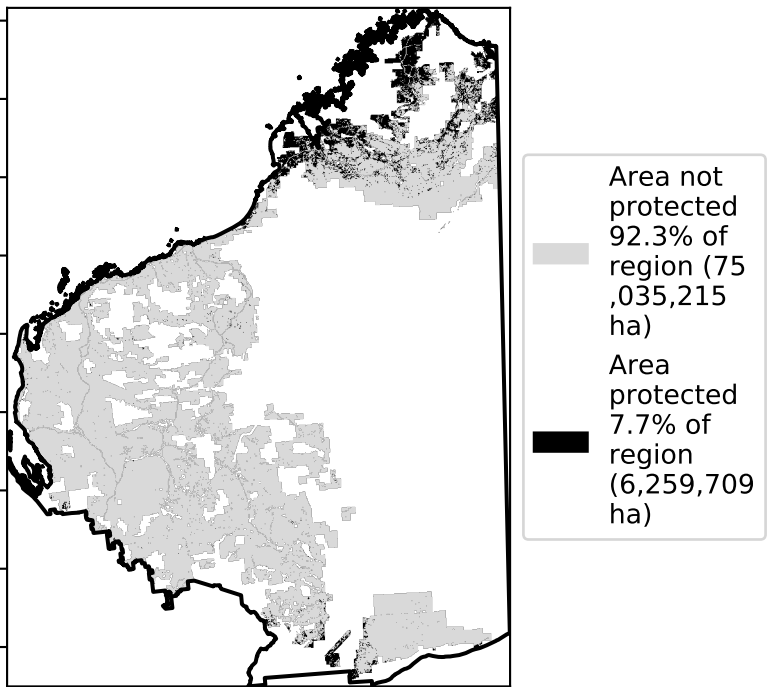 Area not
protected
92.3% of
region (75
,035,215
ha)
Area
protected
7.7% of
region
(6,259,709
ha)